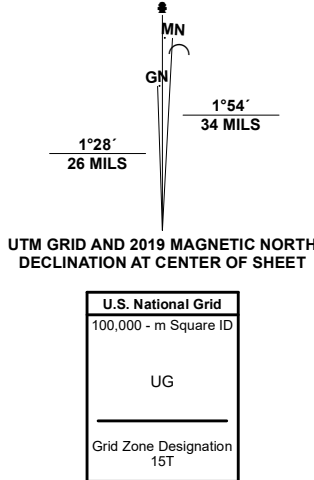 MN
GN
1°54´
34 MILS
1°28´
26 MILS
UTM GRID AND 2019 MAGNETIC NORTH
DECLINATION AT CENTER OF SHEET
U.S. National Grid
100,000 - m Square ID
UG
Grid Zone Designation
15T